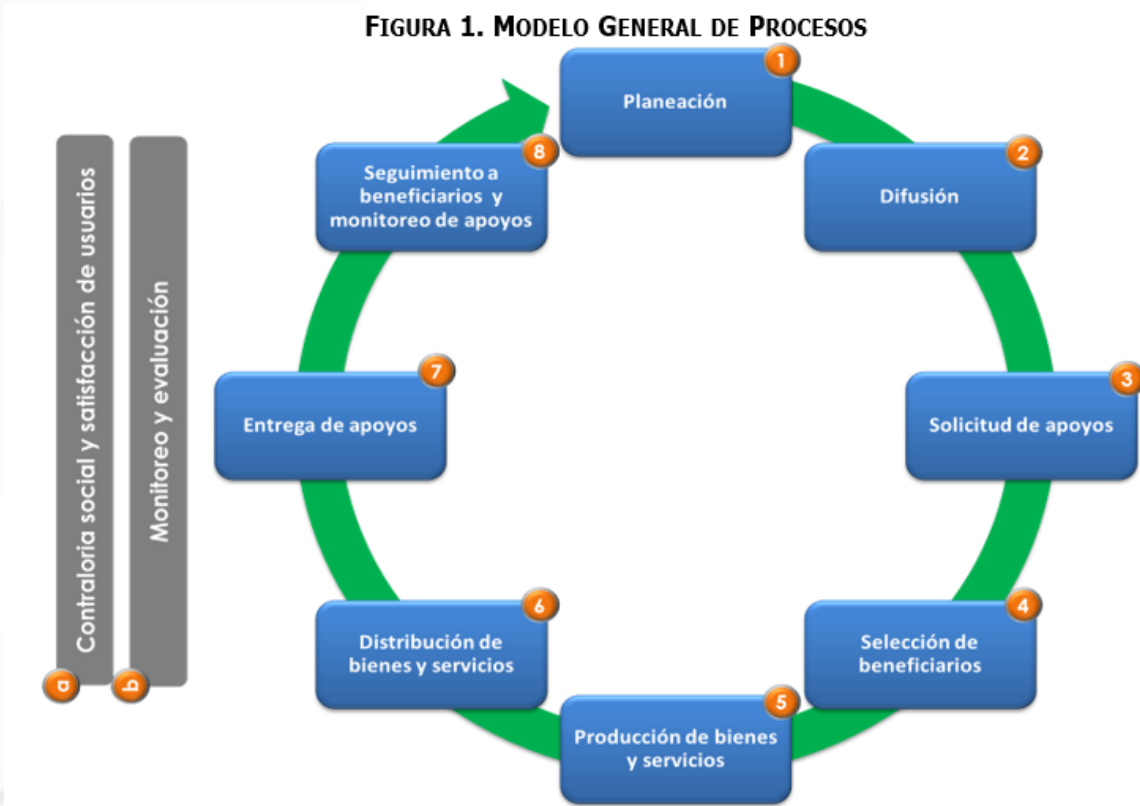 FIGURA 1. MODELO GENERAL DE PROCESOS
1
Planeación
2
Difusión
3
Solicitud de apoyos
4
Selección de
beneficiarios
5
Producción de bienes
y servicios
6
Distribución de
bienes y servicios
7
Entrega de apoyos
8
Seguimiento a
beneficiarios y
monitoreo de apoyos
a
Contraloria social y satisfacción de usuarios
b
Monitoreo y evaluación